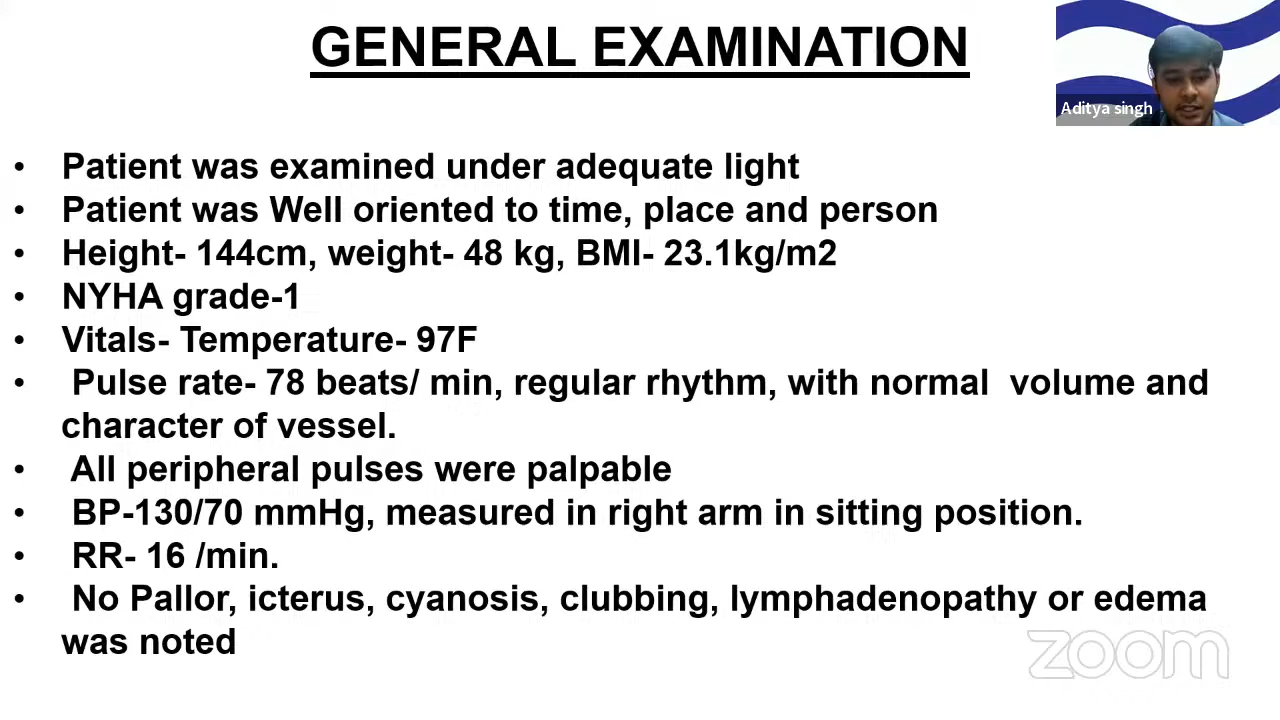 GENERAL EXAMINATION
Aditya singh
• Patient was examined under adequate light
• Patient was Well oriented to time, place and person
• Height- 144cm, weight- 48 kg, BMI- 23.1kg/m2
• NYHA grade-1
• Vitals- Temperature- 97F
• Pulse rate- 78 beats/ min, regular rhythm, with normal volume and
character of vessel.
• All peripheral pulses were palpable
• BP-130/70 mmHg, measured in right arm in sitting position.
• RR- 16 /min.
• No Pallor, icterus, cyanosis, clubbing, lymphadenopathy or edema
was noted
zoom